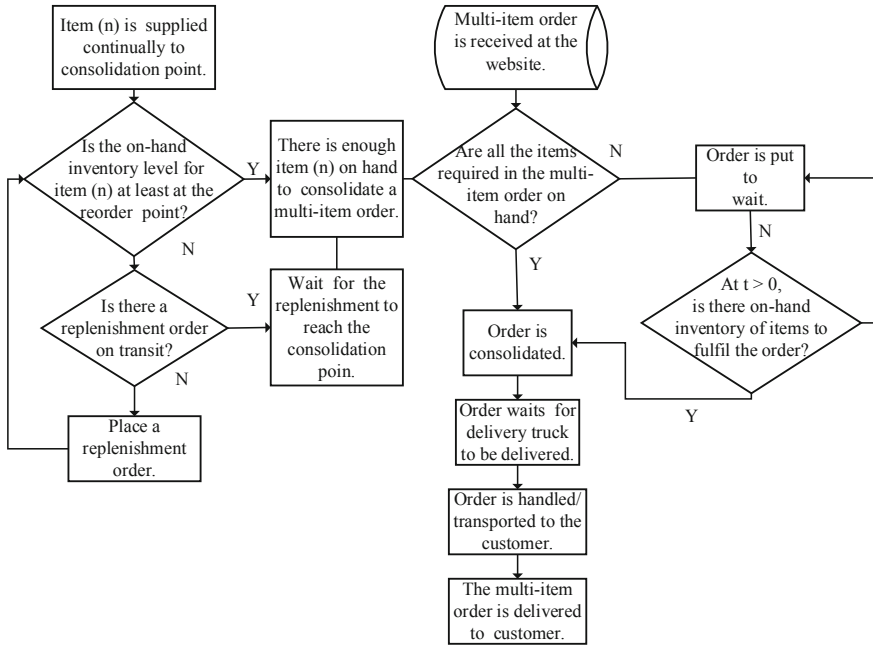 Item (n) is supplied
continually to
consolidation point.
Is the on-hand
inventory level for
item (n) at least at the
reorder point?
Y
N
There is enough
item (n) on hand
to consolidate a
multi-item order.
Is there a
replenishment order
on transit?
Y
N
Wait for the
replenishment to
reach the
consolidation
poin.
Place a
replenishment
order.
Multi-item order
is received at the
website.
Are all the items
required in the multi-
item order on
hand?
N
Y
Order is put
to
wait.
N
At t > 0,
is there on-hand
inventory of items to
fulfil the order?
Y
Order is
consolidated.
Order waits for
delivery truck
to be delivered.
Order is handled/
transported to the
customer.
The multi-item
order is delivered
to customer.